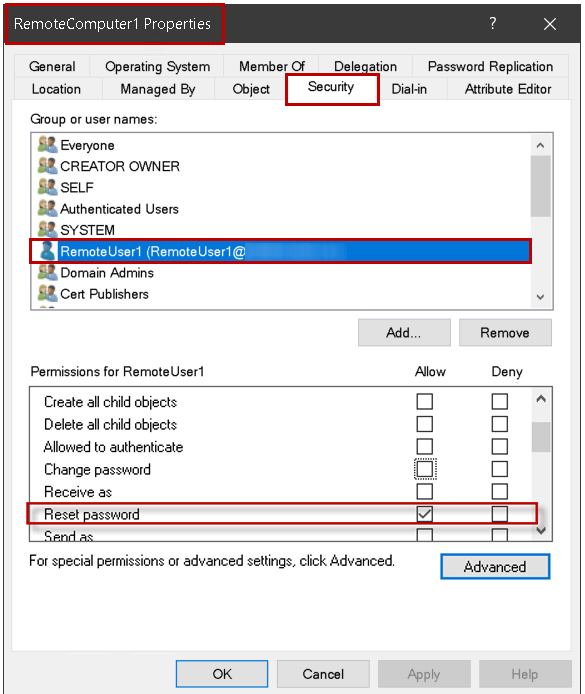 RemoteComputer1 Properties ?
General Operating System Member Of Delegation Password Replication
Location Managed By Object Security Dial-in Attribute Editor
Group or user names:
Everyone
CREATOR OWNER
SELF
Authenticated Users
SYSTEM
RemoteUser1 (RemoteUser1@
Domain Admins
Cert Publishers
Add... Remove
Permissions for RemoteUser1 Allow Deny
Create all child objects
Delete all child objects
Allowed to authenticate
Change password
Receive as
Reset password
Send as
For special permissions or advanced settings, click Advanced. Advanced
OK Cancel Apply Help